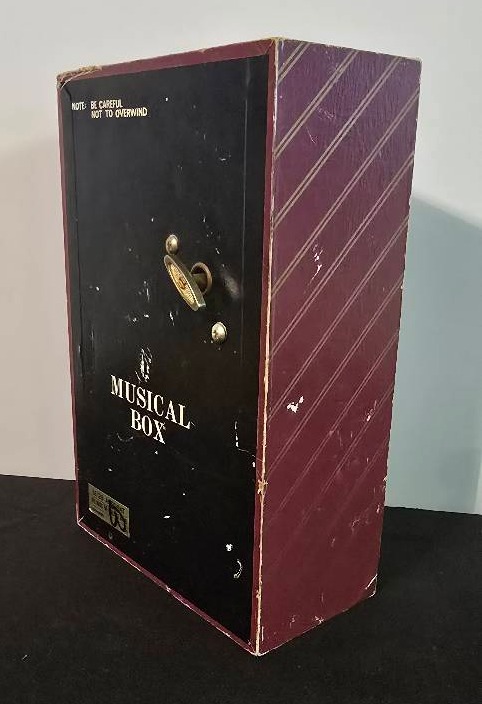 NOTE: BE CAREFUL
NOT TO OVERWIND
MUSICAL
BOX